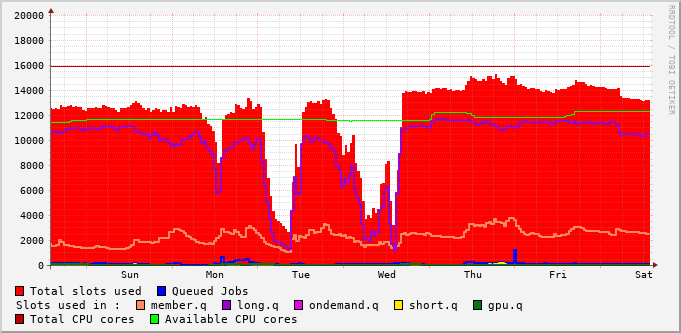 20000
18000
16000
14000
12000
10000
8000
6000
4000
2000
0
Sun Mon Tue Wed Thu Fri Sat
Total slots used Queued Jobs
Slots used in : member.q long.q ondemand.q short.q gpu.q
Total CPU cores Available CPU cores
RRDTOOL / TOBI OETIKER